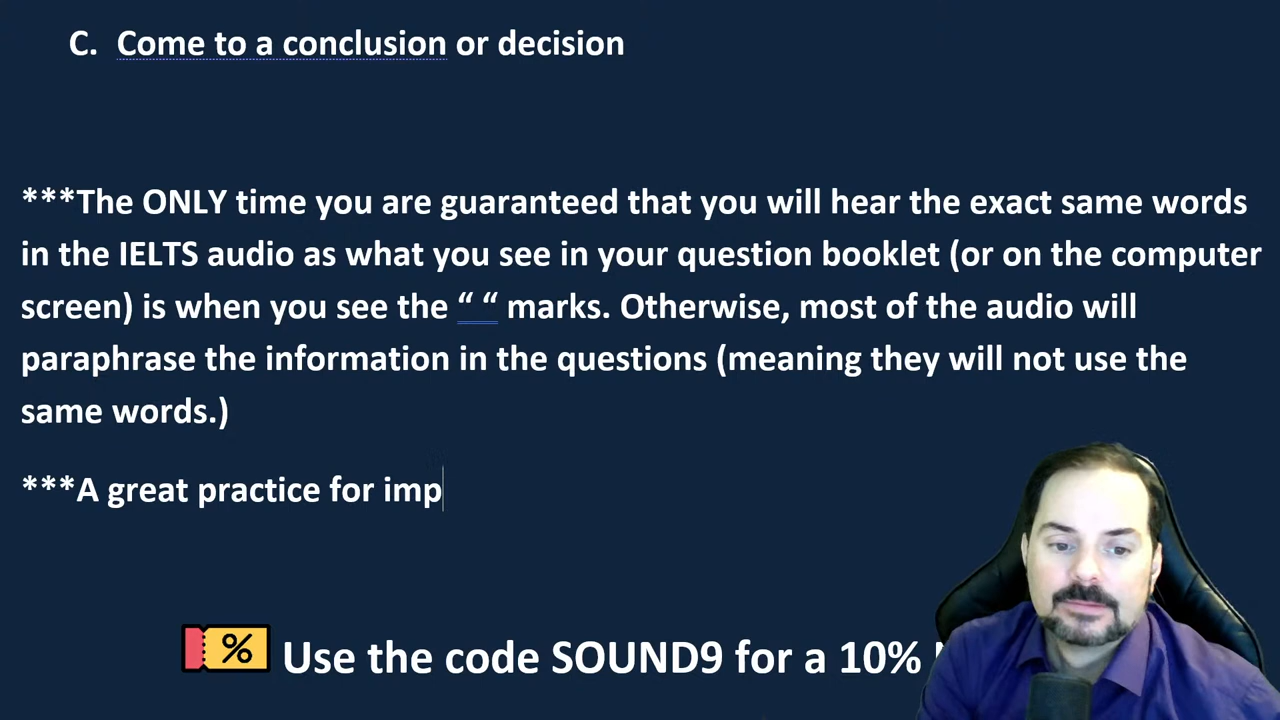 C. Come to a conclusion or decision
***The ONLY time you are guaranteed that you will hear the exact same words
in the IELTS audio as what you see in your question booklet (or on the computer
screen) is when you see the “ “ marks. Otherwise, most of the audio will
paraphrase the information in the questions (meaning they will not use the
same words.)
***A great practice for imp
% Use the code SOUND9 for a 10%